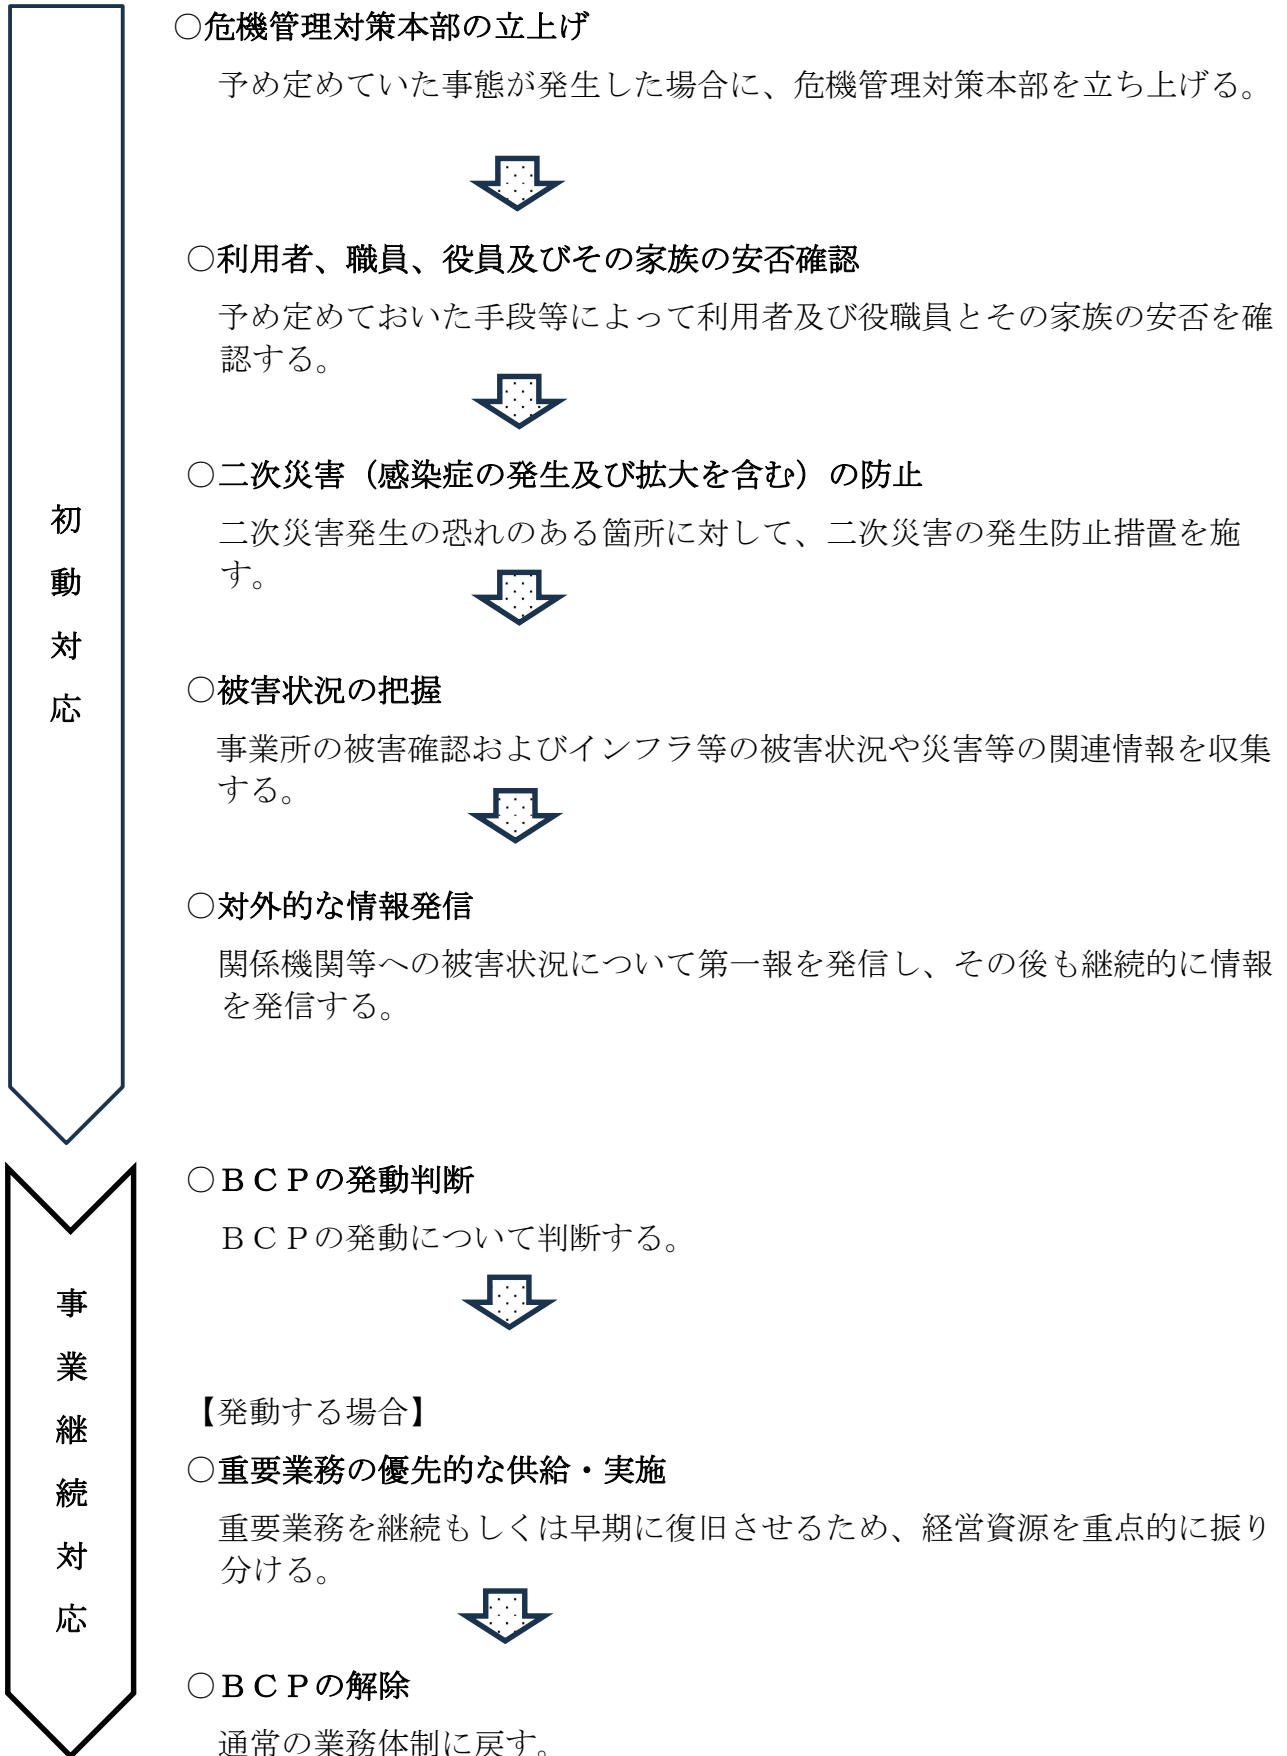 ○危機管理対策本部の立上げ
予め定めていた事態が発生した場合に、危機管理対策本部を立ち上げる。
○利用者、職員、役員及びその家族の安否確認
予め定めておいた手段等によって利用者及び役職員とその家族の安否を確
認する。
○二次災害（感染症の発生及び拡大を含む）の防止
二次災害発生の恐れのある箇所に対して、二次災害の発生防止措置を施
す。
○被害状況の把握
事業所の被害確認およびインフラ等の被害状況や災害等の関連情報を収集
する。
○対外的な情報発信
関係機関等への被害状況について第一報を発信し、その後も継続的に情報
を発信する。
初動対応
○ＢＣＰの発動判断
ＢＣＰの発動について判断する。
【発動する場合】
○重要業務の優先的な供給・実施
重要業務を継続もしくは早期に復旧させるため、経営資源を重点的に振り
分ける。
○ＢＣＰの解除
通常の業務体制に戻す。
事業継続対応